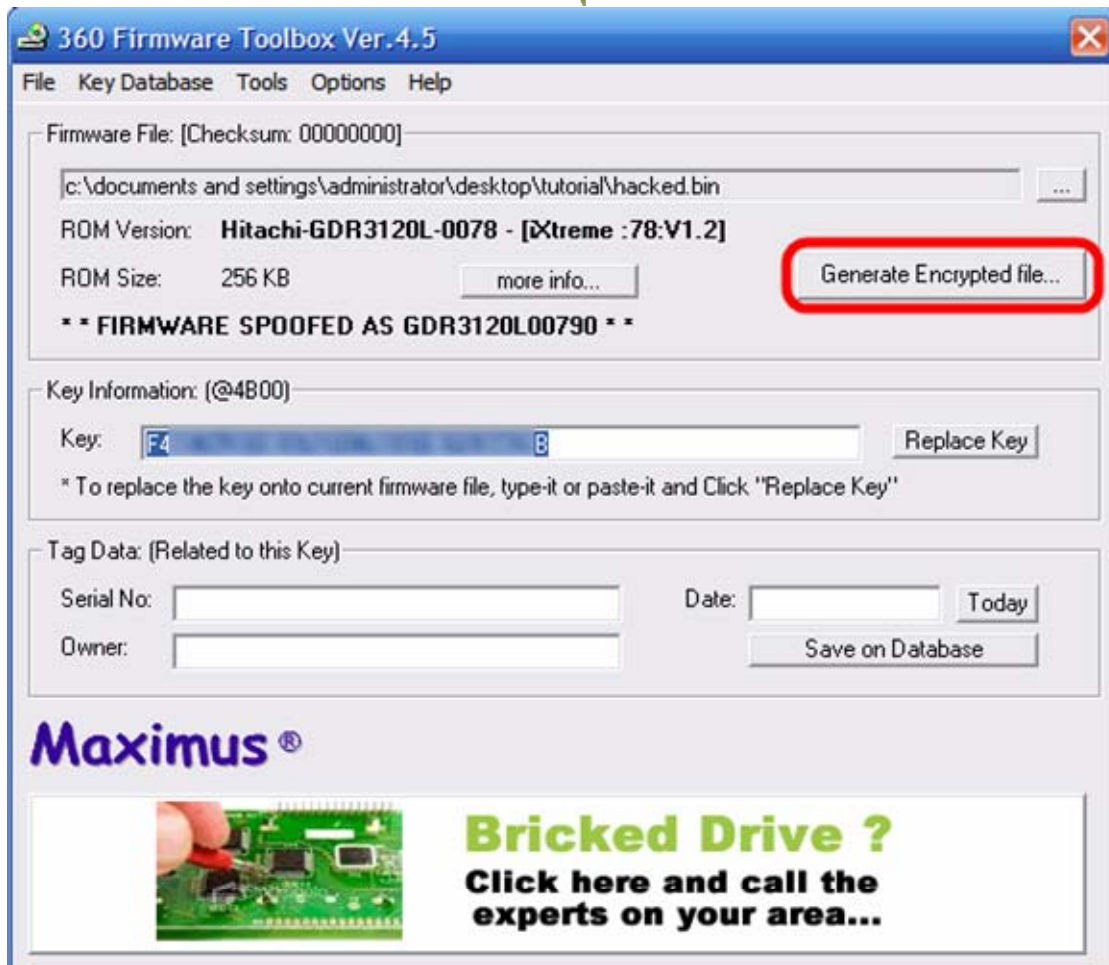 360 Firmware Toolbox Ver.4.5
File Key Database Tools Options Help
Firmware File: [Checksum: 00000000]
c:\documents and settings\administrator\desktop\tutorial\hacked.bin ...
ROM Version: Hitachi-GDR3120L-0078 - [iXtreme :78:V1.2]
ROM Size: 256 KB more info... Generate Encrypted file...
* * FIRMWARE SPOOFED AS GDR3120L00790 * *
Key Information: (@4B00)
Key: F4 B Replace Key
* To replace the key onto current firmware file, type-it or paste-it and Click "Replace Key"
Tag Data: (Related to this Key)
Serial No: Date: Today
Owner: Save on Database
Maximus ®
Bricked Drive ?
Click here and call the
experts on your area...